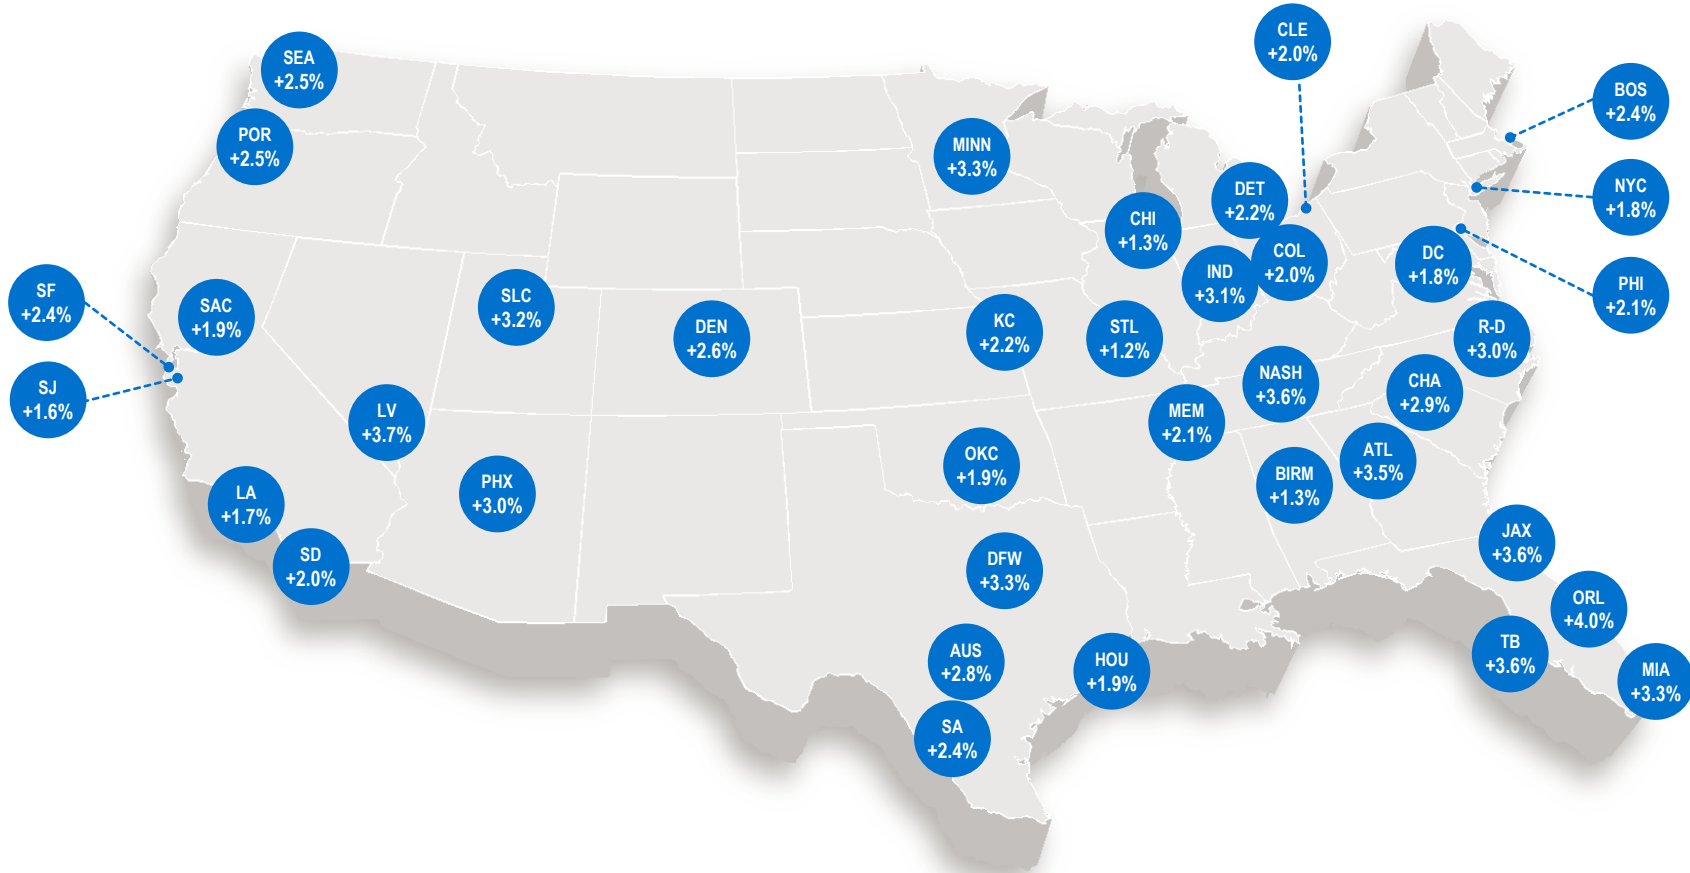 CLE
+2.0%
SEA
+2.5%
BOS
+2.4%
POR
+2.5%
MINN
+3.3%
DET
+2.2%
NYC
+1.8%
CHI
+1.3%
COL
+2.0%
DC
+1.8%
IND
+3.1%
PHI
+2.1%
SF
+2.4%
SAC
+1.9%
SLC
+3.2%
DEN
+2.6%
KC
+2.2%
STL
+1.2%
R-D
+3.0%
SJ
+1.6%
NASH
+3.6%
CHA
+2.9%
LV
+3.7%
MEM
+2.1%
OKC
+1.9%
ATL
+3.5%
BIRM
+1.3%
PHX
+3.0%
LA
+1.7%
JAX
+3.6%
SD
+2.0%
DFW
+3.3%
ORL
+4.0%
TB
+3.6%
AUS
+2.8%
HOU
+1.9%
MIA
+3.3%
SA
+2.4%